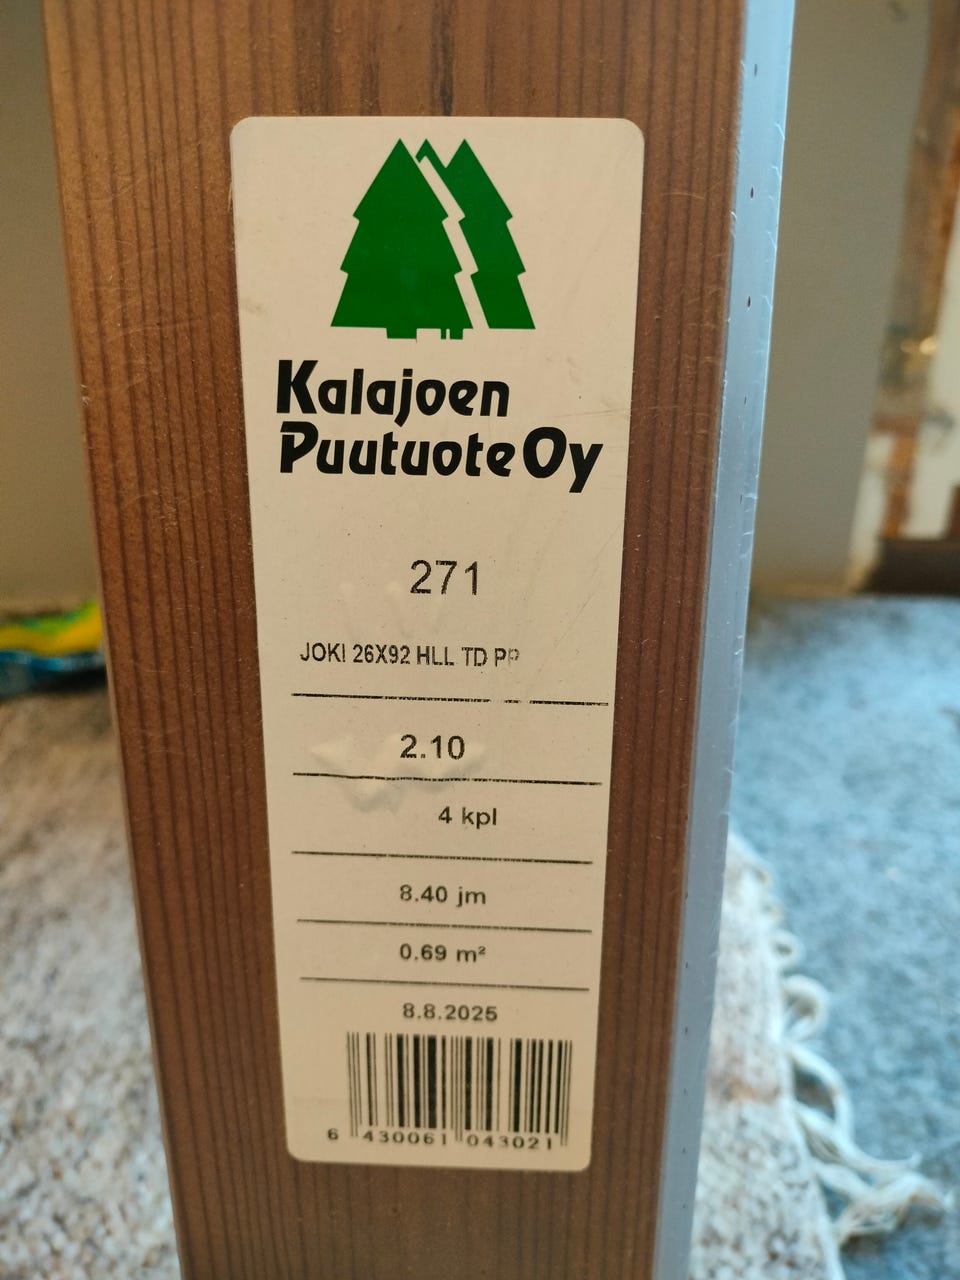 Kalajoen
Puutuote Oy
271
JOKI 26X92 HLL TD PP
2.10
4 kpl
8.40 jm
0.69 m²
8.8.2025
6 430061 043021